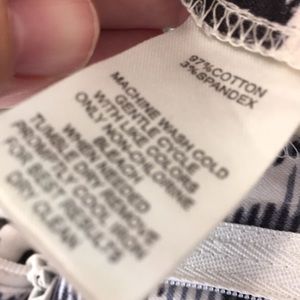 97%COTTON
3%SPANDEX
MACHINE WASH COLD
GENTLE CYCLE
WITH LIKE COLORS
ONLY NON-CHLORINE
BLEACH
WHEN NEEDED
TUMBLE DRY REMOVE
PROMPTLY COOL IRON
FOR BEST RESULTS
DRY CLEAN